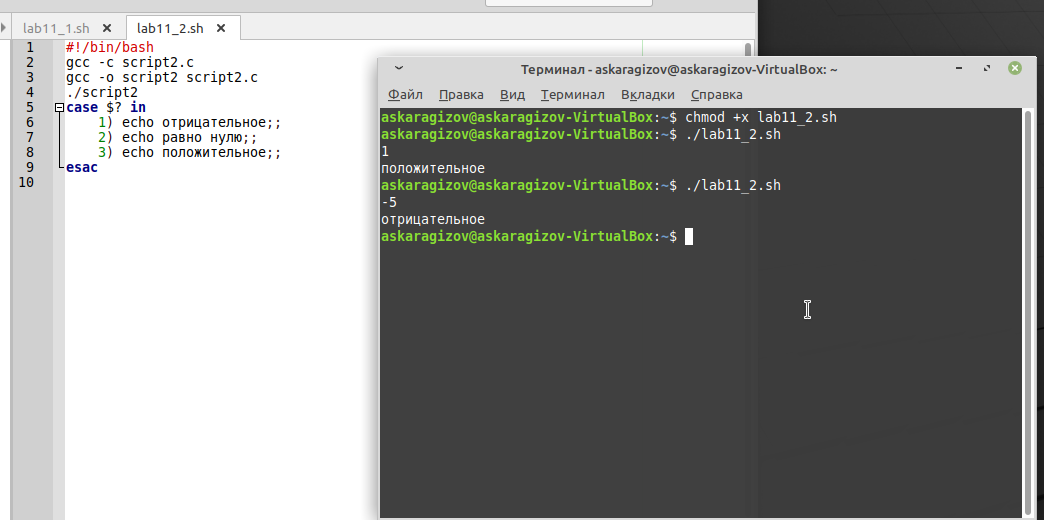 lab11_1.sh lab11_2.sh
1 #!/bin/bash
2 gcc -c script2.c
3 gcc -o script2 script2.c
4 ./script2
5 case $? in
6 1) echo отрицательное;;
7 2) echo равно нулю;;
8 3) echo положительное;;
9 esac
10
Терминал - askaragizov@askaragizov-VirtualBox: ~
Файл Правка Вид Терминал Вкладки Справка
askaragizov@askaragizov-VirtualBox:~$ chmod +x lab11_2.sh
askaragizov@askaragizov-VirtualBox:~$ ./lab11_2.sh
1
положительное
askaragizov@askaragizov-VirtualBox:~$ ./lab11_2.sh
-5
отрицательное
askaragizov@askaragizov-VirtualBox:~$